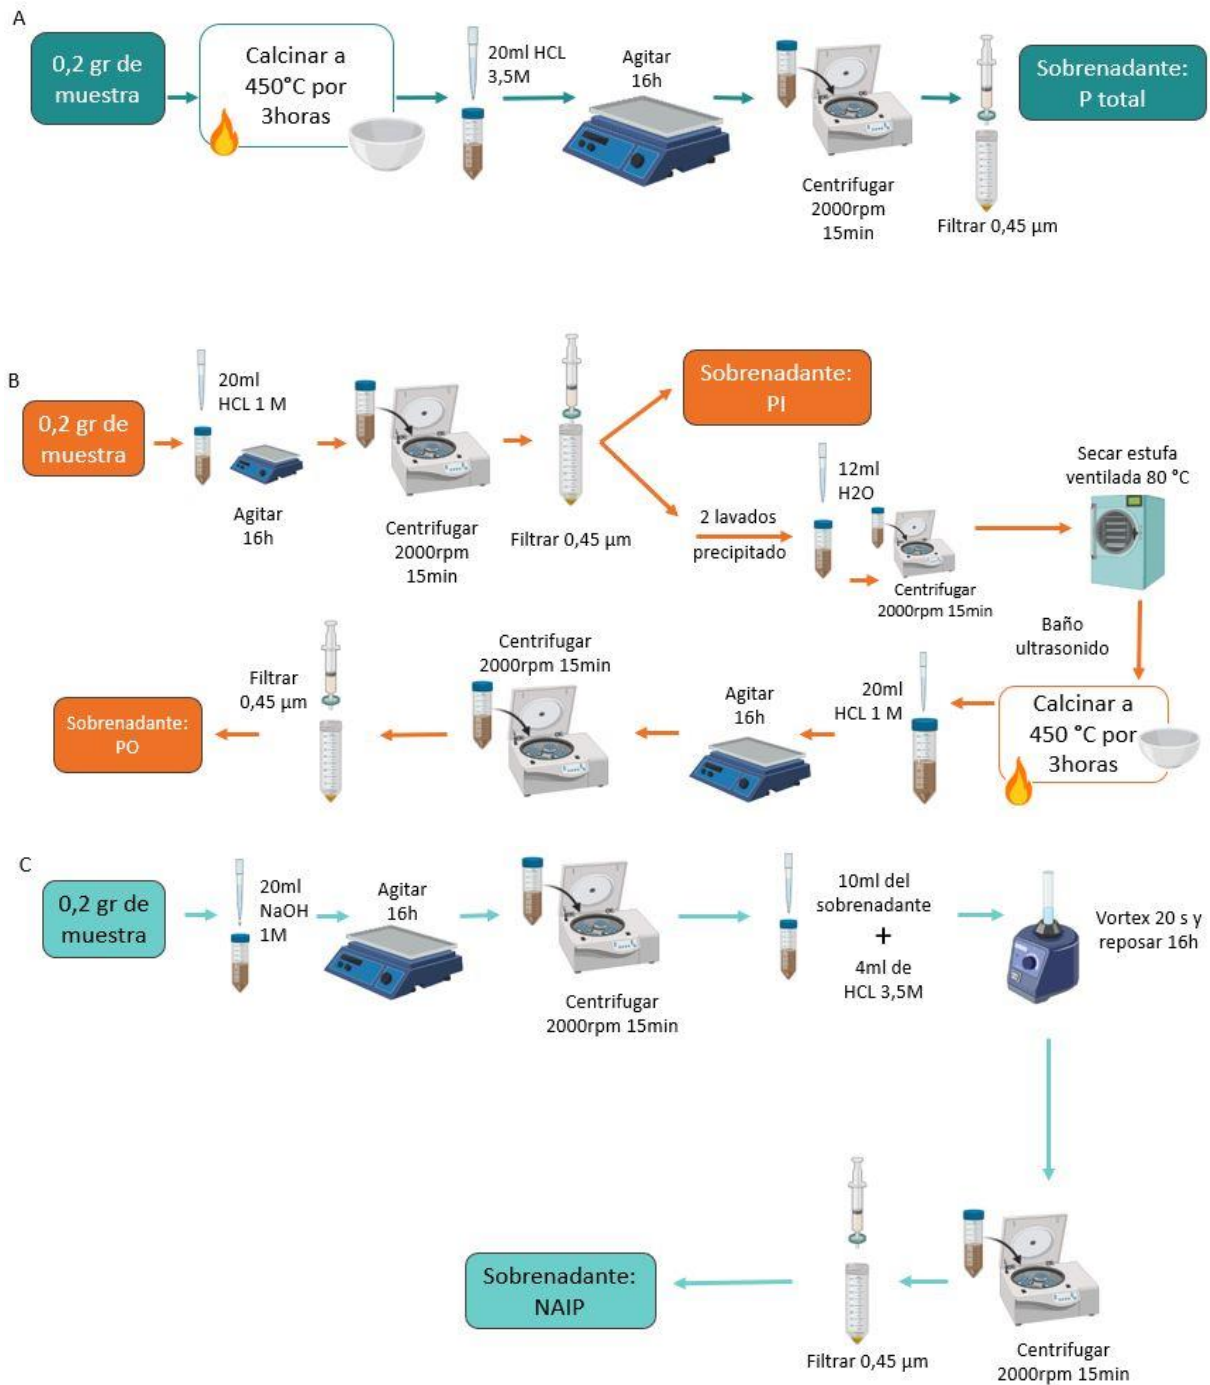 A
0,2 gr de
muestra
Calcinar a
450°C por
3horas
20ml HCL
3,5M
Agitar
16h
Centrifugar
2000rpm
15min
Filtrar 0,45 µm
Sobrenadante:
P total
B
0,2 gr de
muestra
20ml
HCL 1 M
Agitar
16h
Centrifugar
2000rpm
15min
Filtrar 0,45 µm
Sobrenadante:
PI
2 lavados
precipitado
12ml
H2O
Centrifugar
2000rpm 15min
Secar estufa
ventilada 80 °C
Baño
ultrasonido
Calcinar a
450 °C por
3horas
20ml
HCL 1 M
Agitar
16h
Centrifugar
2000rpm 15min
Filtrar
0,45 µm
Sobrenadante:
PO
C
0,2 gr de
muestra
20ml
NaOH
1M
Agitar
16h
Centrifugar
2000rpm 15min
10ml del
sobrenadante
+
4ml de
HCL 3,5M
Vortex 20 s y
reposar 16h
Centrifugar
2000rpm 15min
Filtrar 0,45 µm
Sobrenadante:
NAIP